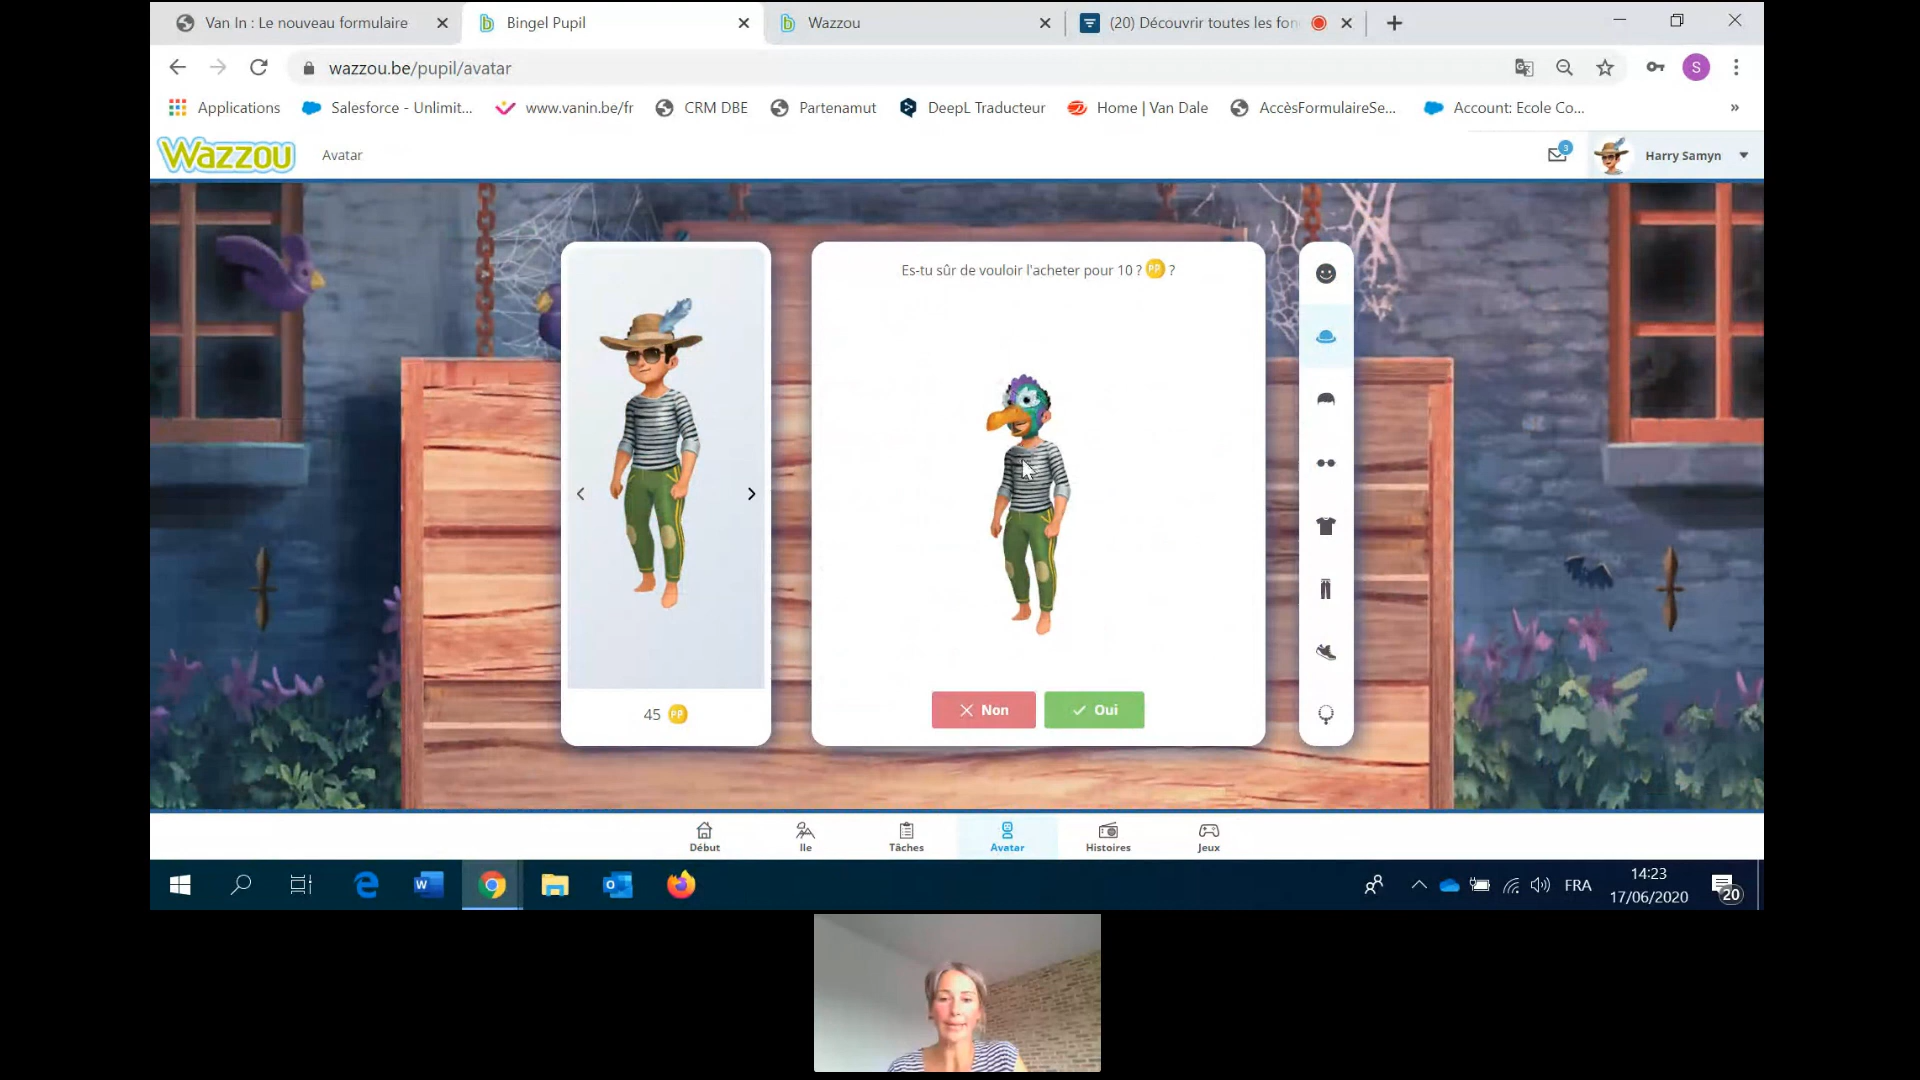 Van In : Le nouveau formulaire
Bingel Pupil
Wazzou
(20) Découvrir toutes les fon
wazzou.be/pupil/avatar
S
Applications
Salesforce - Unlimit...
www.vanin.be/fr
CRM DBE
Partenamut
DeepL Traducteur
Home | Van Dale
AccèsFormulaireSe...
Account: Ecole Co...
»
Wazzou
Avatar
3
Harry Samyn
Es-tu sûr de vouloir l'acheter pour 10 ? PP ?
45 PP
Non
Oui
Début
Ile
Tâches
Avatar
Histoires
Jeux
FRA
14:23
17/06/2020
20